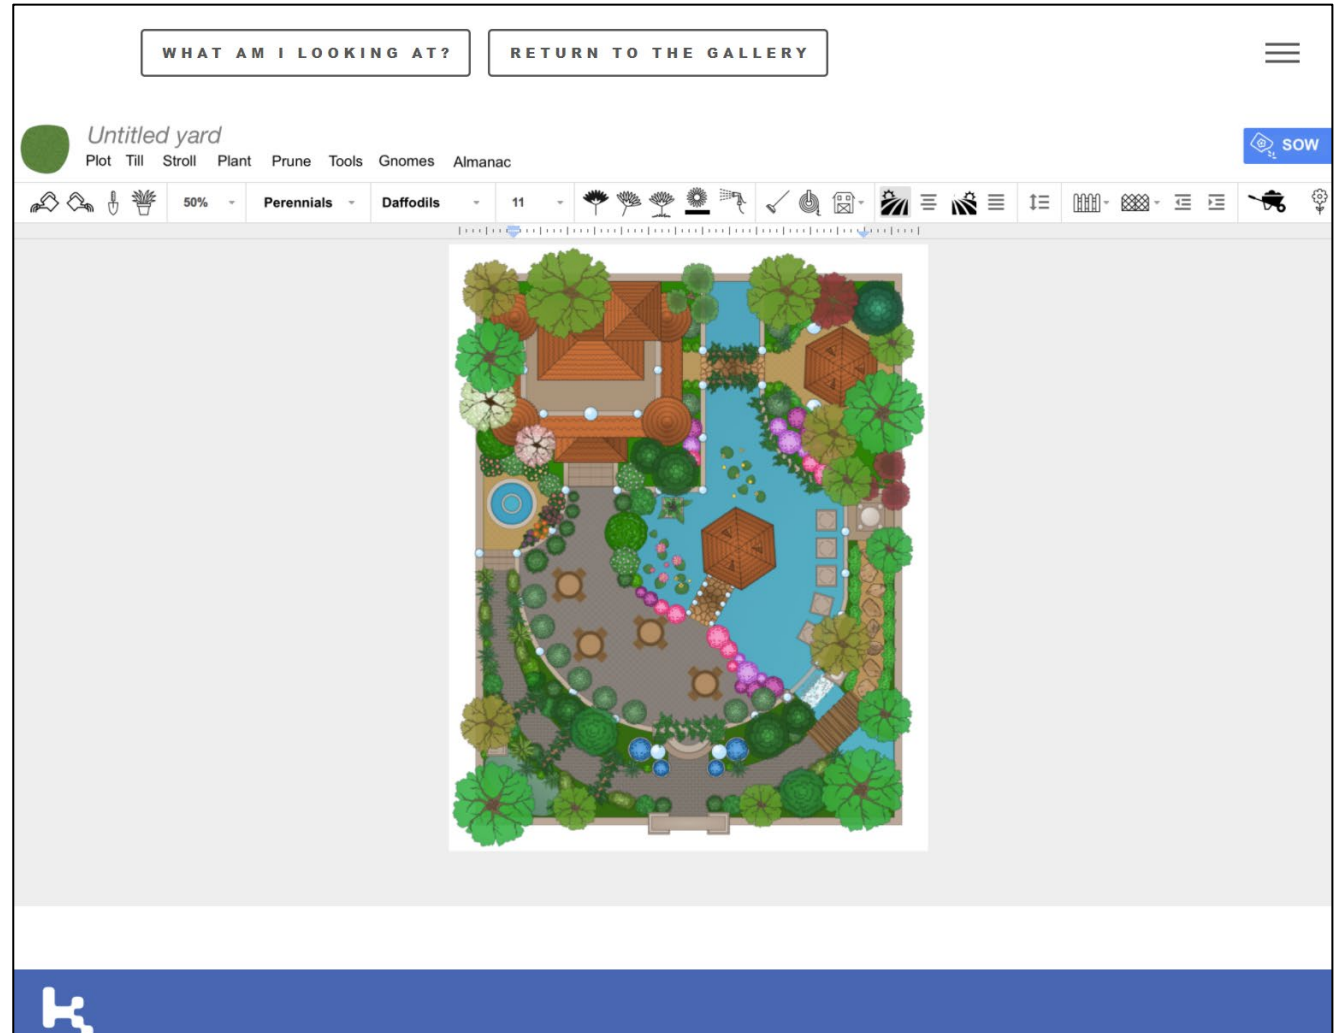 WHAT AM I LOOKING AT? RETURN TO THE GALLERY
Untitled yard
Plot Till Stroll Plant Prune Tools Gnomes Almanac
SOW
50% Perennials Daffodils 11